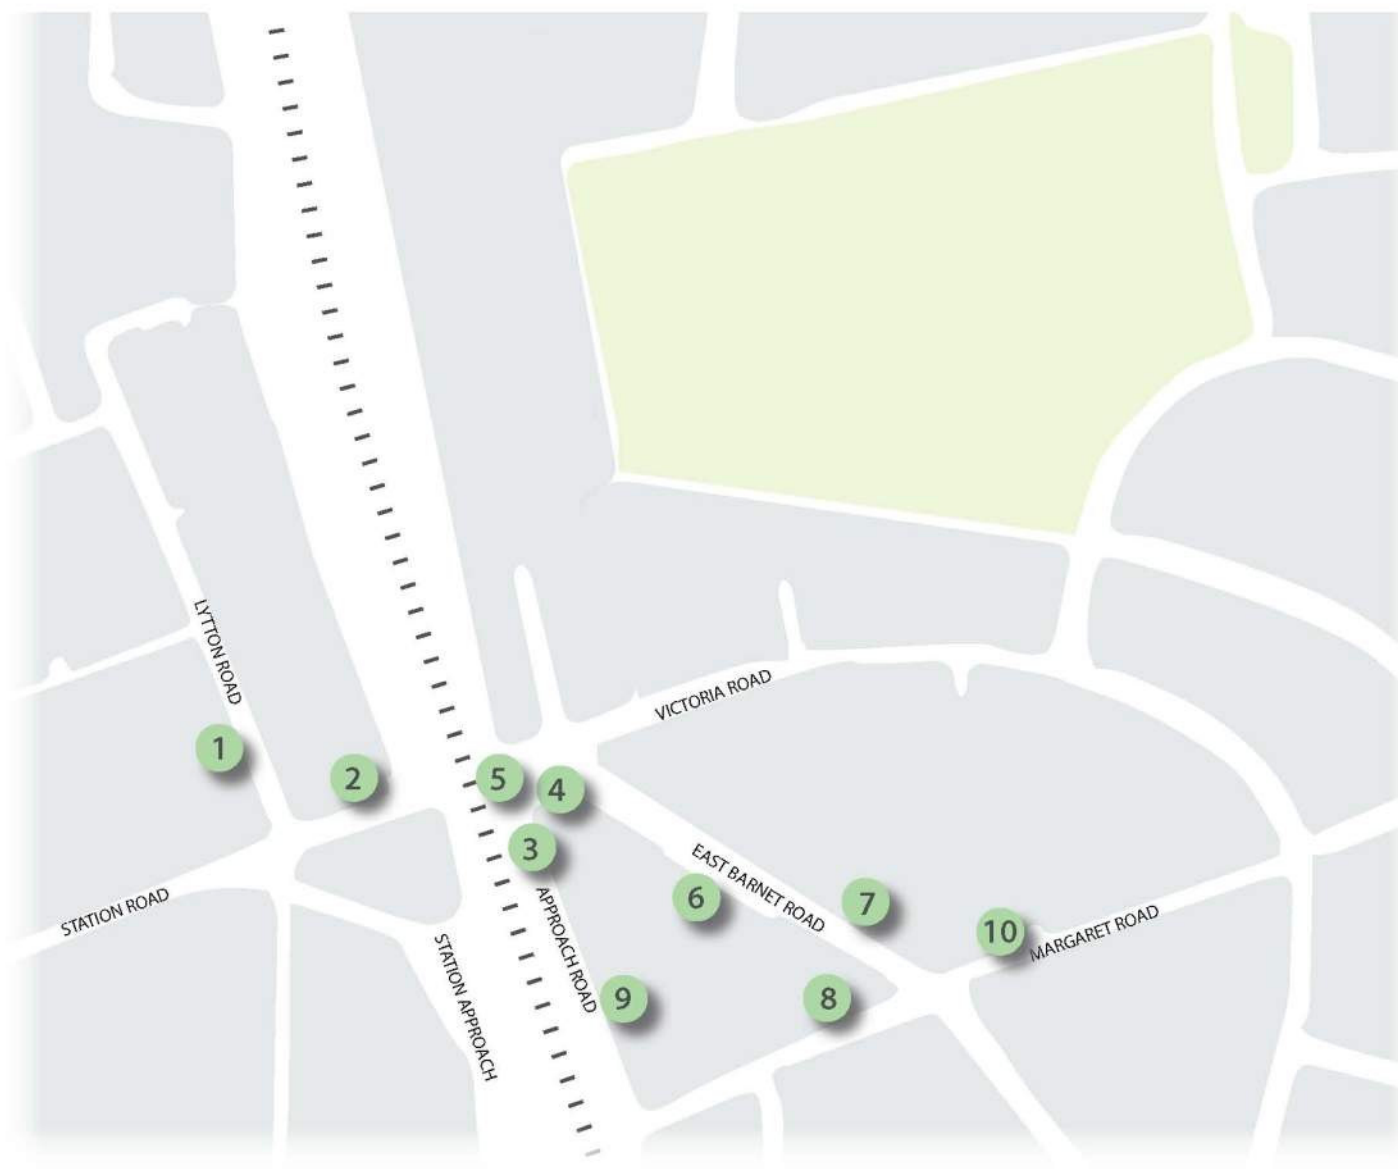 LYTTON ROAD
VICTORIA ROAD
1
2
5
4
3
EAST BARNET ROAD
6
7
STATION ROAD
APPROACH ROAD
10
MARGARET ROAD
STATION APPROACH
9
8